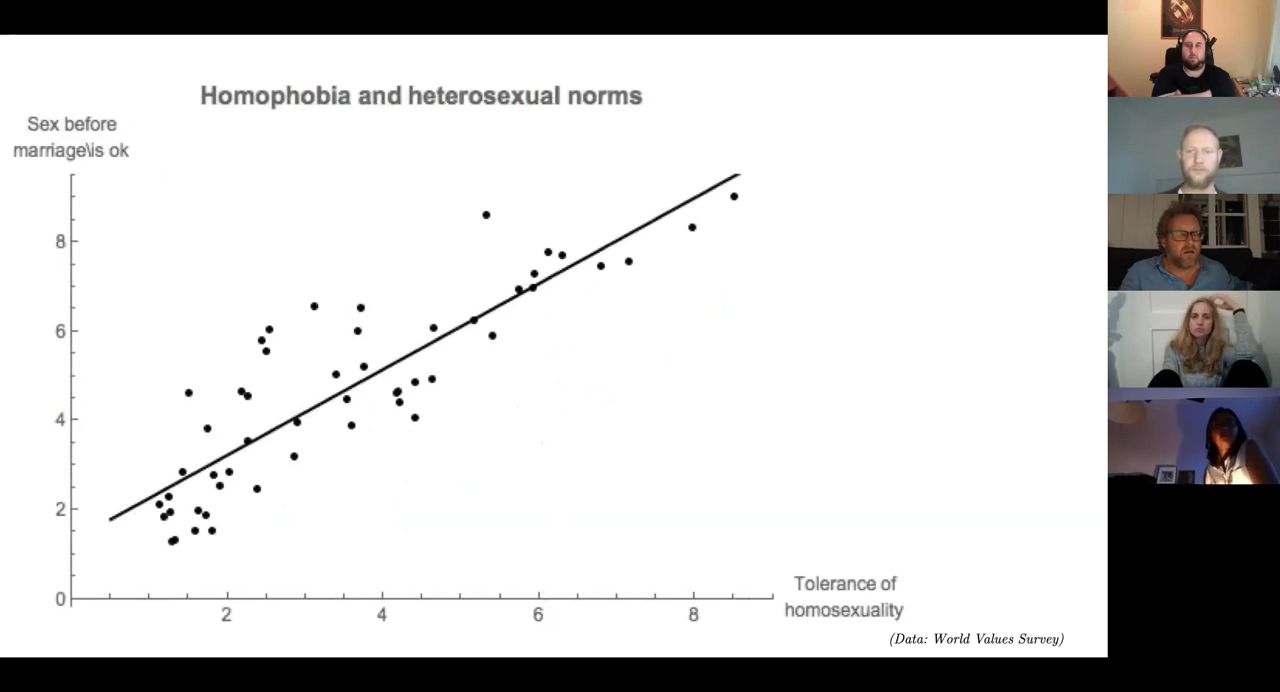 Homophobia and heterosexual norms
Sex before
marriage\is ok
8
6
4
2
0
2
4
6
8
Tolerance of
homosexuality
(Data: World Values Survey)